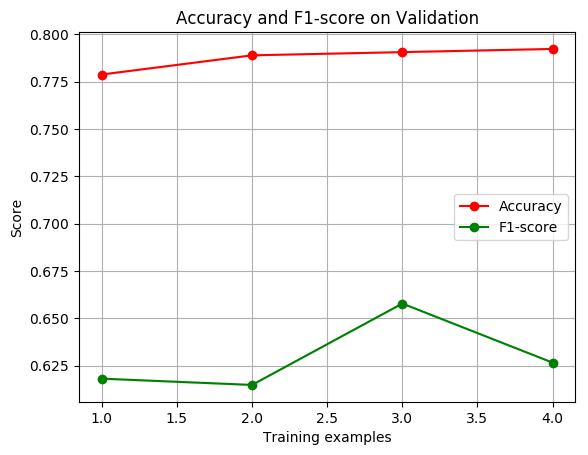 Accuracy and F1-score on Validation
0.800
0.775
0.750
0.725
0.700
0.675
0.650
0.625
Score
Accuracy
F1-score
1.0 1.5 2.0 2.5 3.0 3.5 4.0
Training examples